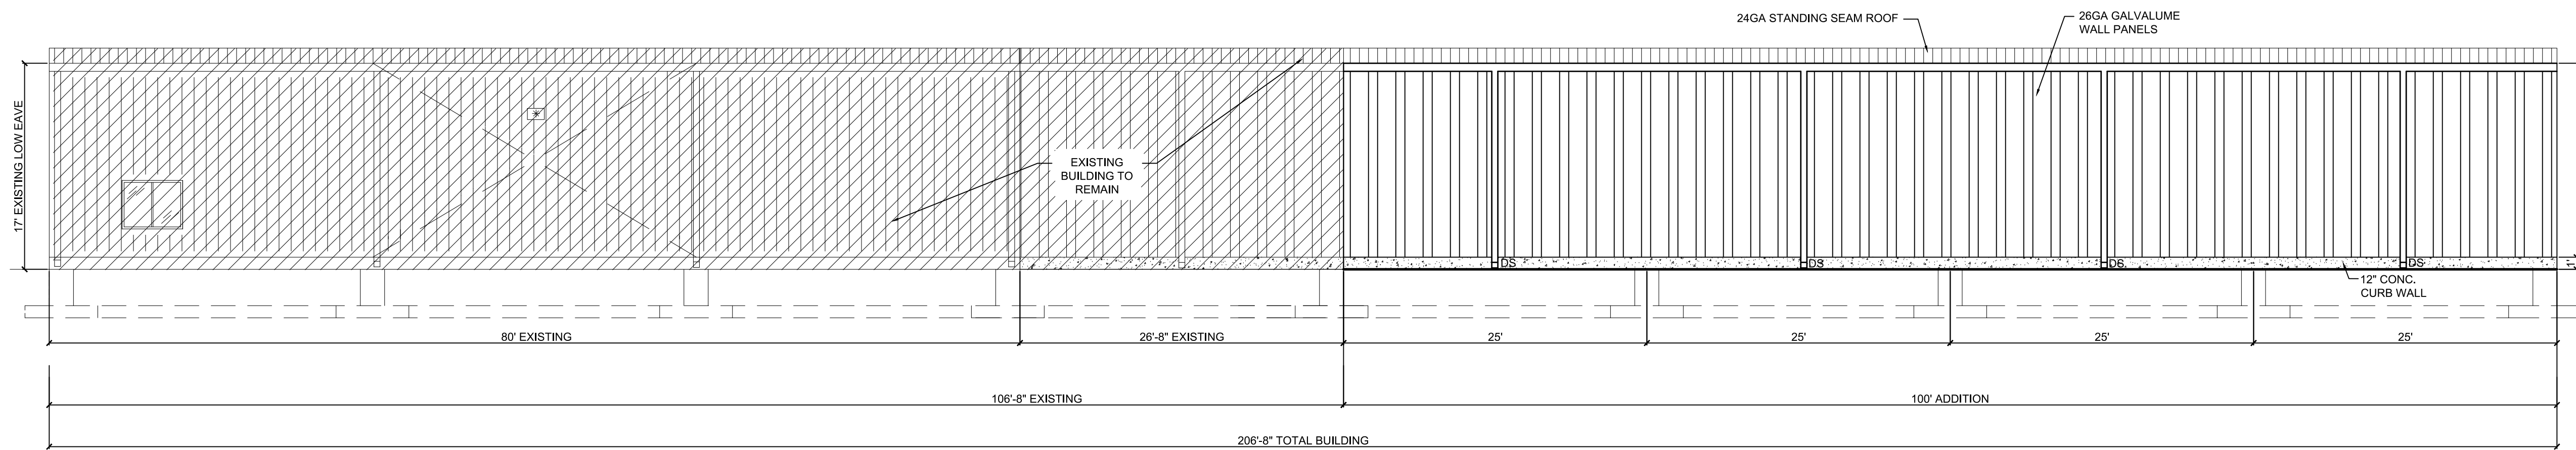 24GA STANDING SEAM ROOF
26GA GALVALUME
WALL PANELS
17' EXISTING LOW EAVE
EXISTING
BUILDING TO
REMAIN
DS
DS
DS
DS
1'
12" CONC.
CURB WALL
80' EXISTING
26'-8" EXISTING
25'
25'
25'
25'
106'-8" EXISTING
100' ADDITION
206'-8" TOTAL BUILDING